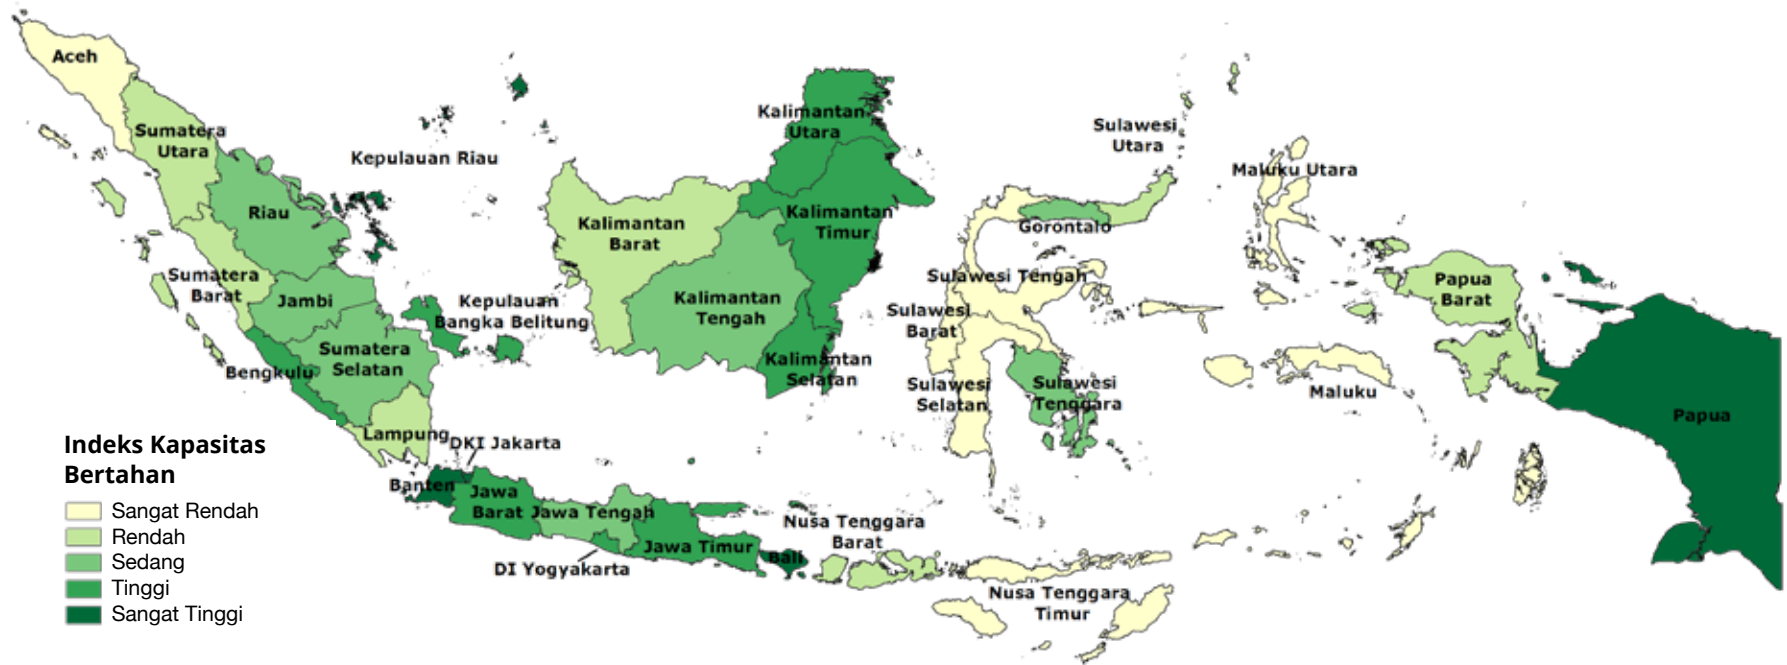 Aceh
Sumatera
Utara
Kepulauan Riau
Riau
Sumatera
Barat
Jambi
Kepulauan
Bangka Belitung
Sumatera
Selatan
Bengkulu
Lampung
DKI Jakarta
Banten
Jawa
Barat
Jawa Tengah
DI Yogyakarta
Jawa Timur
Bali
Kalimantan
Utara
Kalimantan
Barat
Kalimantan
Timur
Kalimantan
Tengah
Kalimantan
Selatan
Sulawesi
Utara
Gorontalo
Sulawesi Tengah
Sulawesi
Barat
Sulawesi
Selatan
Sulawesi
Tenggara
Nusa Tenggara
Barat
Nusa Tenggara
Timur
Maluku Utara
Maluku
Papua
Barat
Papua
Indeks Kapasitas
Bertahan
Sangat Rendah
Rendah
Sedang
Tinggi
Sangat Tinggi